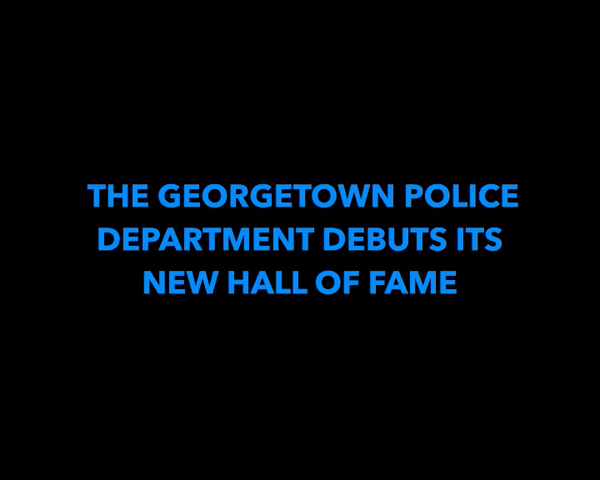 THE GEORGETOWN POLICE
DEPARTMENT DEBUTS ITS
NEW HALL OF FAME